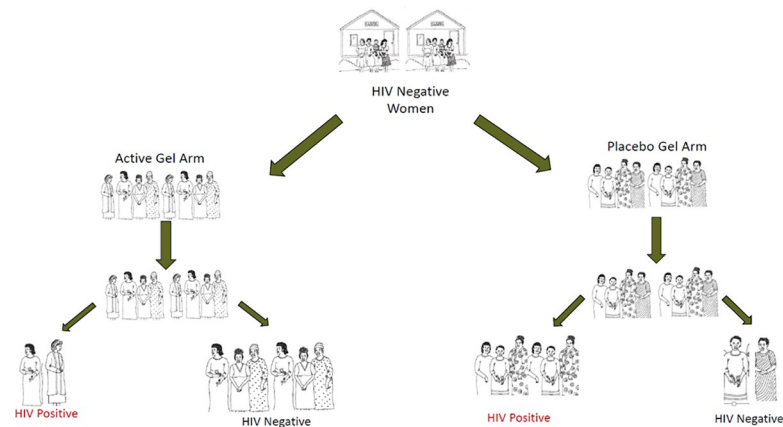 HIV Negative
Women
Active Gel Arm
Placebo Gel Arm
HIV Positive
HIV Negative
HIV Positive
HIV Negative